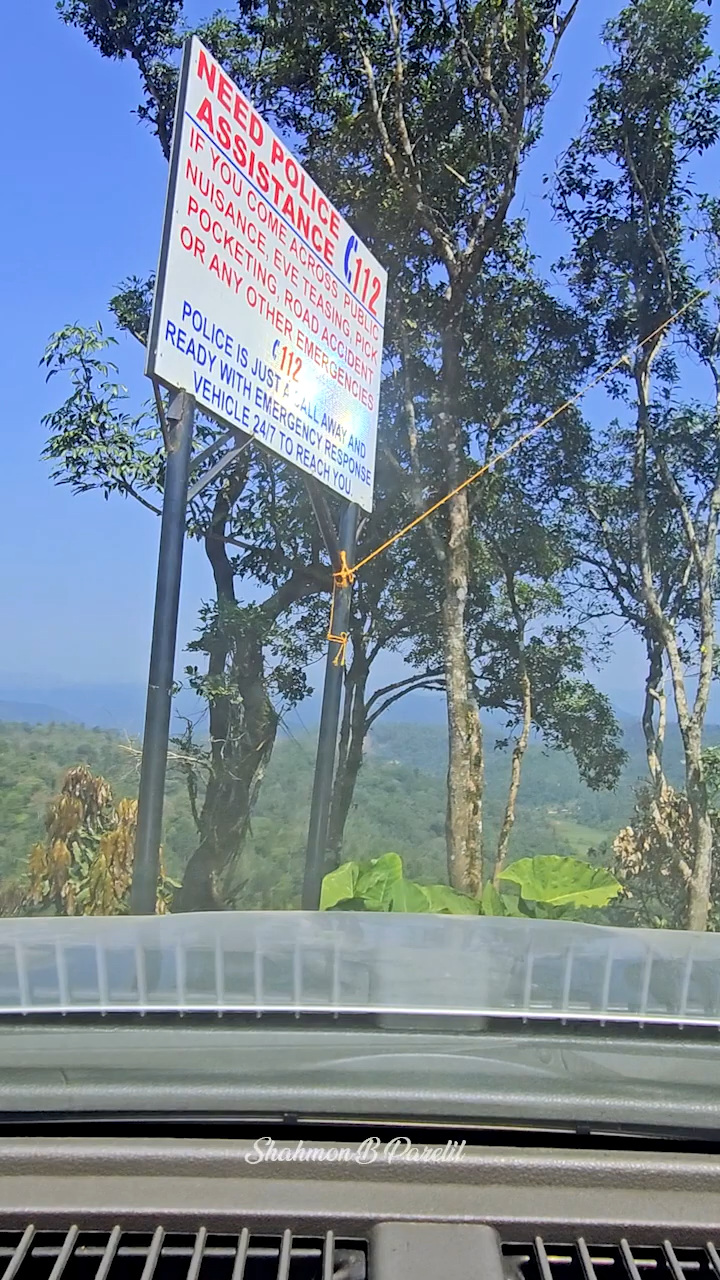 NEED POLICE
ASSISTANCE 112
IF YOU COME ACROSS PUBLIC
NUISANCE, EVE TEASING, PICK
POCKETING, ROAD ACCIDENT
OR ANY OTHER EMERGENCIES
112
POLICE IS JUST A CALL AWAY AND
READY WITH EMERGENCY RESPONSE
VEHICLE 24/7 TO REACH YOU.
Shahmon B Parelil